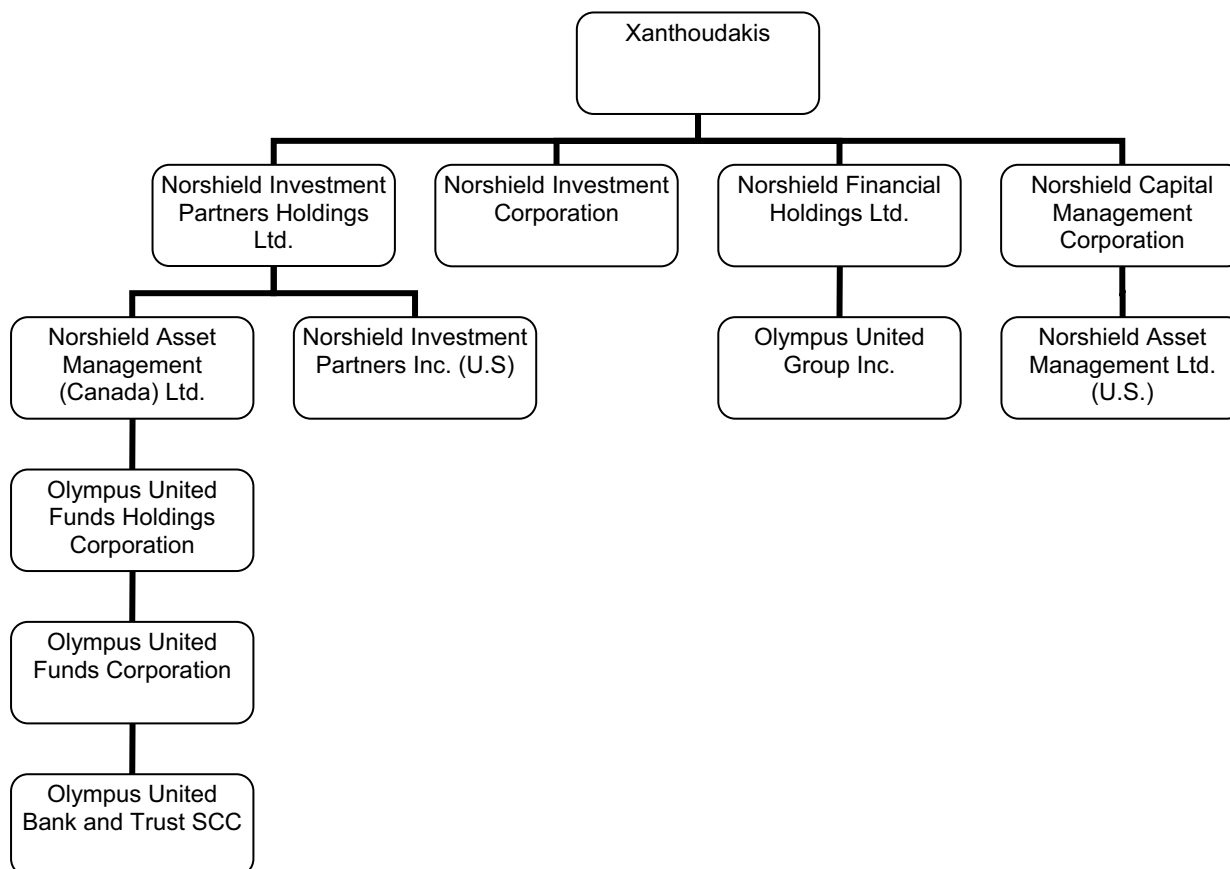 Xanthoudakis
Norshield Investment
Partners Holdings
Ltd.
Norshield Investment
Corporation
Norshield Financial
Holdings Ltd.
Norshield Capital
Management
Corporation
Norshield Asset
Management
(Canada) Ltd.
Norshield Investment
Partners Inc. (U.S)
Olympus United
Group Inc.
Norshield Asset
Management Ltd.
(U.S.)
Olympus United
Funds Holdings
Corporation
Olympus United
Funds Corporation
Olympus United
Bank and Trust SCC